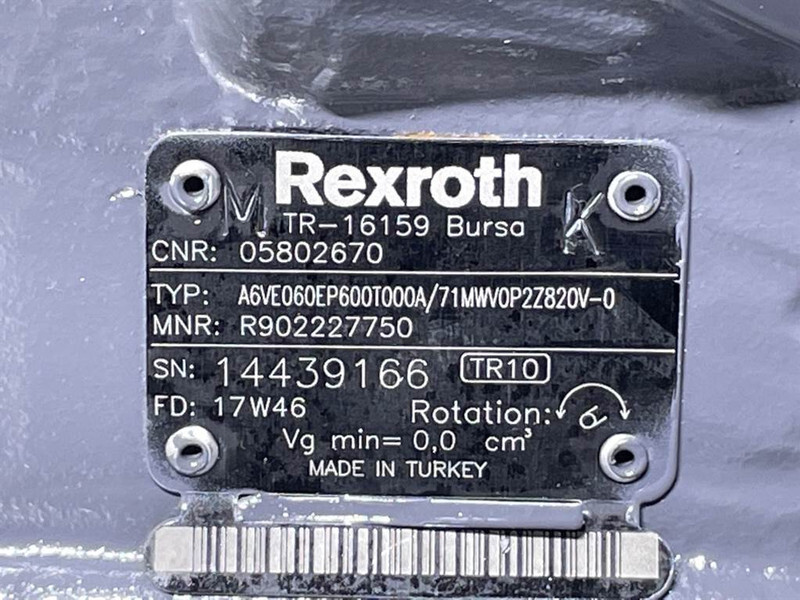 Rexroth
M K
TR-16159 Bursa
CNR: 05802670
TYP: A6VE060EP600T000A/71MWV0P2Z820V-0
MNR: R902227750
SN: 14439166 TR10
FD: 17W46 Rotation:
Vg min= 0,0 cm³
MADE IN TURKEY